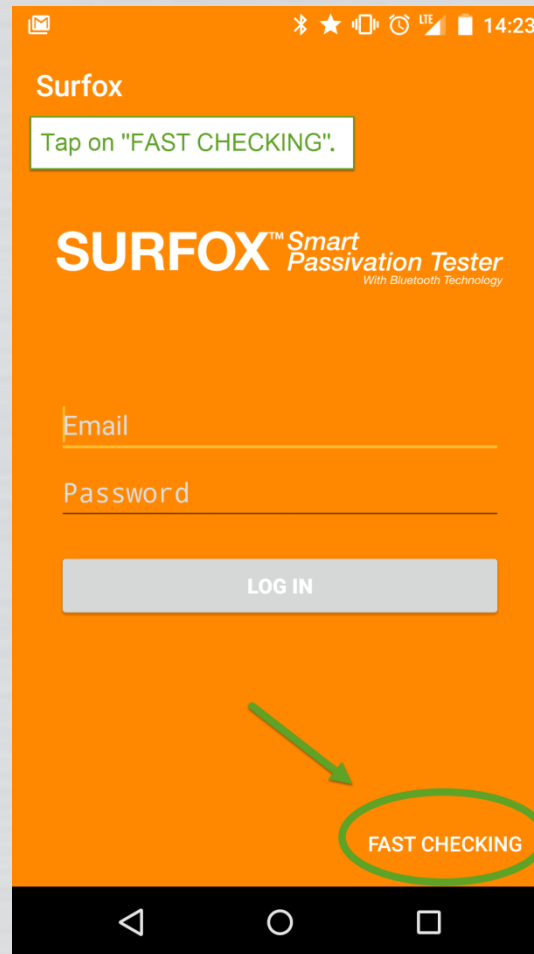 LTE 14:23
Surfox
Tap on "FAST CHECKING".
SURFOX™ Smart
Passivation Tester
With Bluetooth Technology
Email
Password
LOG IN
FAST CHECKING